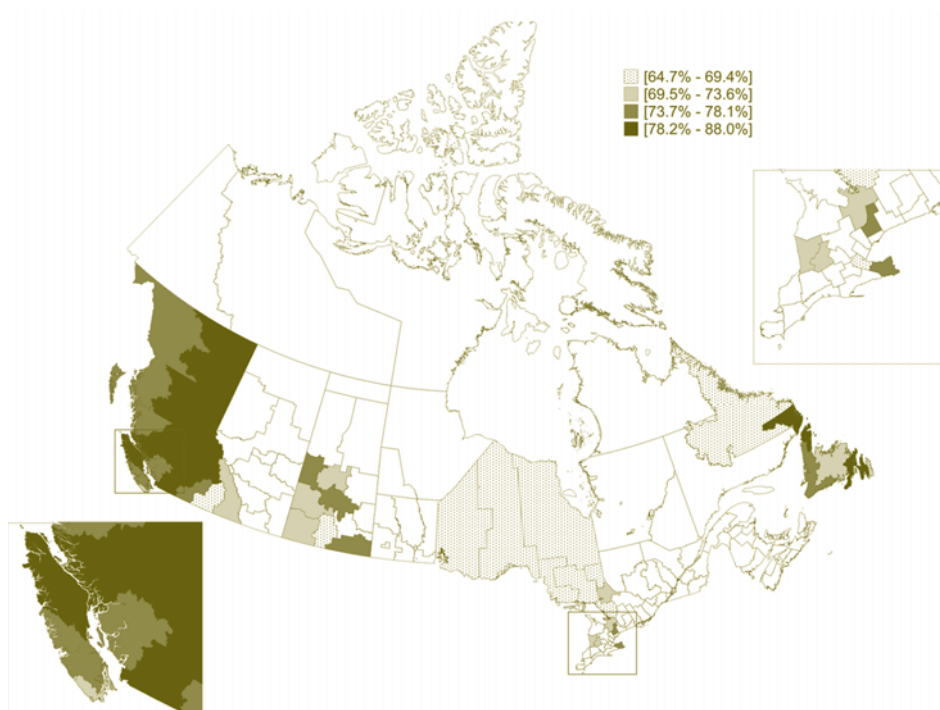 [64.7% - 69.4%]
[69.5% - 73.6%]
[73.7% - 78.1%]
[78.2% - 88.0%]